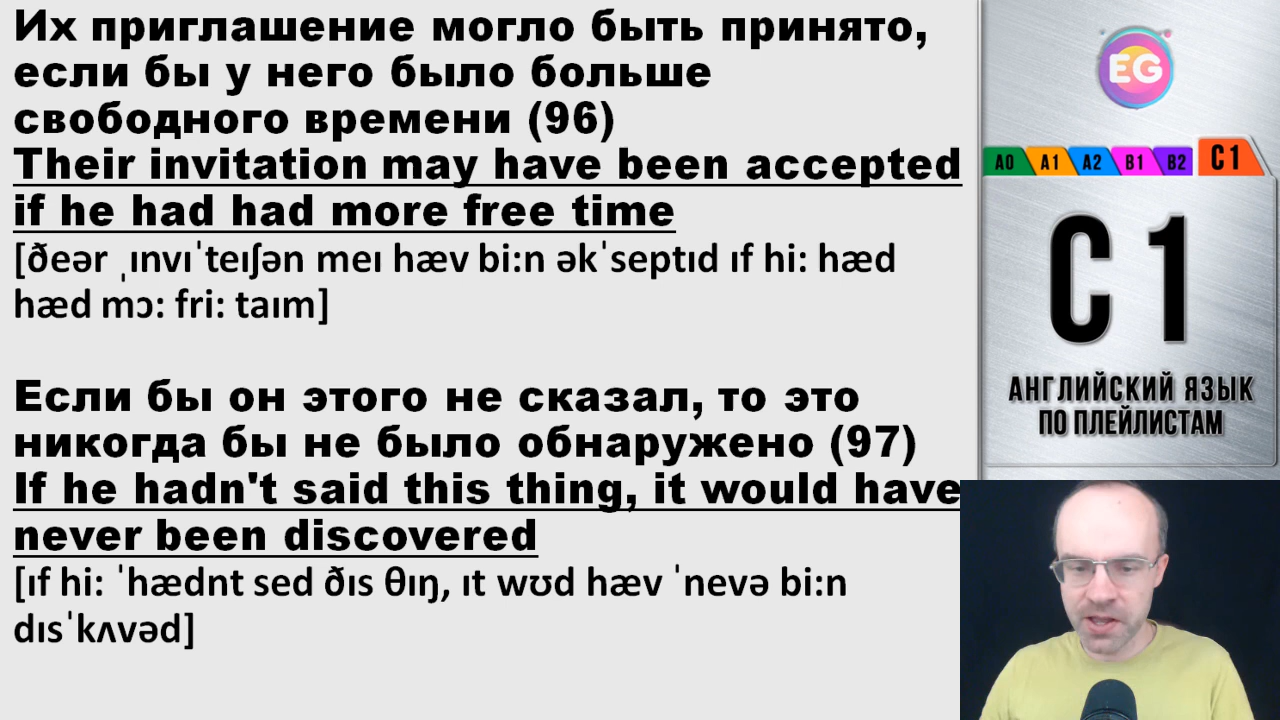 Их приглашение могло быть принято,
если бы у него было больше
свободного времени (96)
Their invitation may have been accepted
if he had had more free time
[ðeər ˌɪnvɪˈteɪʃən meɪ hæv bi:n əkˈseptɪd ɪf hi: hæd
hæd mɔ: fri: taɪm]
Если бы он этого не сказал, то это
никогда бы не было обнаружено (97)
If he hadn't said this thing, it would have
never been discovered
[ɪf hi: ˈhædnt sed ðɪs θɪŋ, ɪt wʊd hæv ˈnevə bi:n
dɪsˈkʌvəd]
EG
A0 A1 A2 B1 B2 C1
C1
АНГЛИЙСКИЙ ЯЗЫК
ПО ПЛЕЙЛИСТАМ